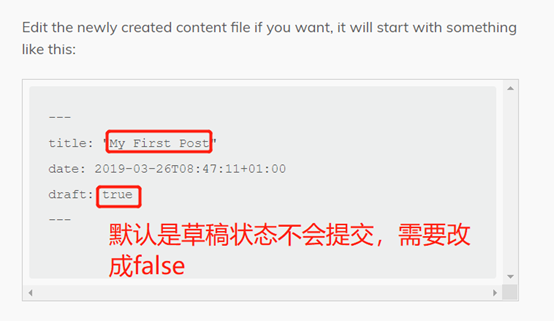 Edit the newly created content file if you want, it will start with something
like this:
---
title: "My First Post"
date: 2019-03-26T08:47:11+01:00
draft: true
---
默认是草稿状态不会提交，需要改
成false